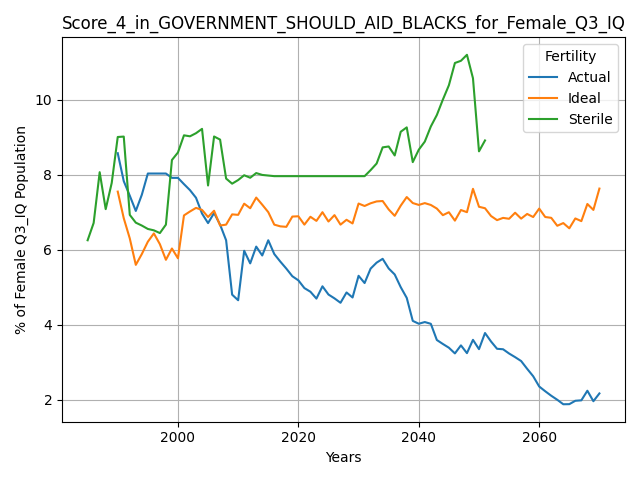 Score_4_in_GOVERNMENT_SHOULD_AID_BLACKS_for_Female_Q3_IQ
Fertility
Actual
Ideal
Sterile
% of Female Q3_IQ Population
10
8
6
4
2
2000 2020 2040 2060
Years